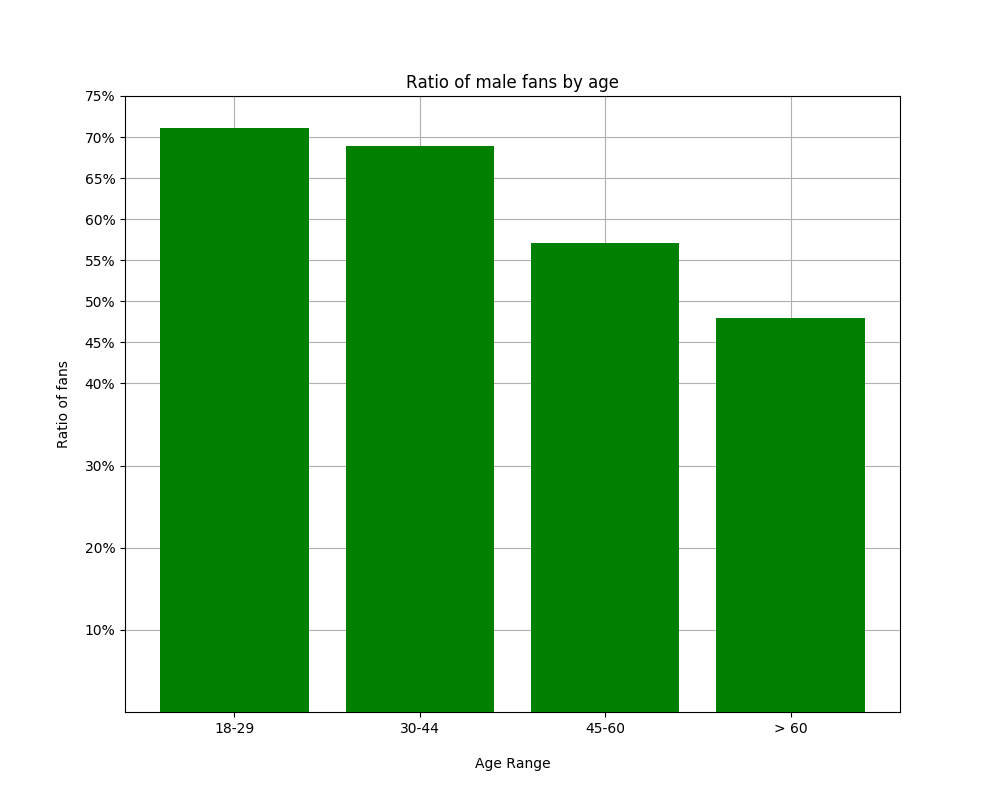 Ratio of male fans by age
75%
70%
65%
60%
55%
50%
45%
40%
30%
20%
10%
Ratio of fans
18-29 30-44 45-60 > 60
Age Range